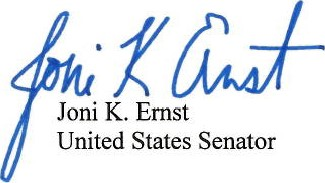 Joni K Ernst
Joni K. Ernst
United States Senator